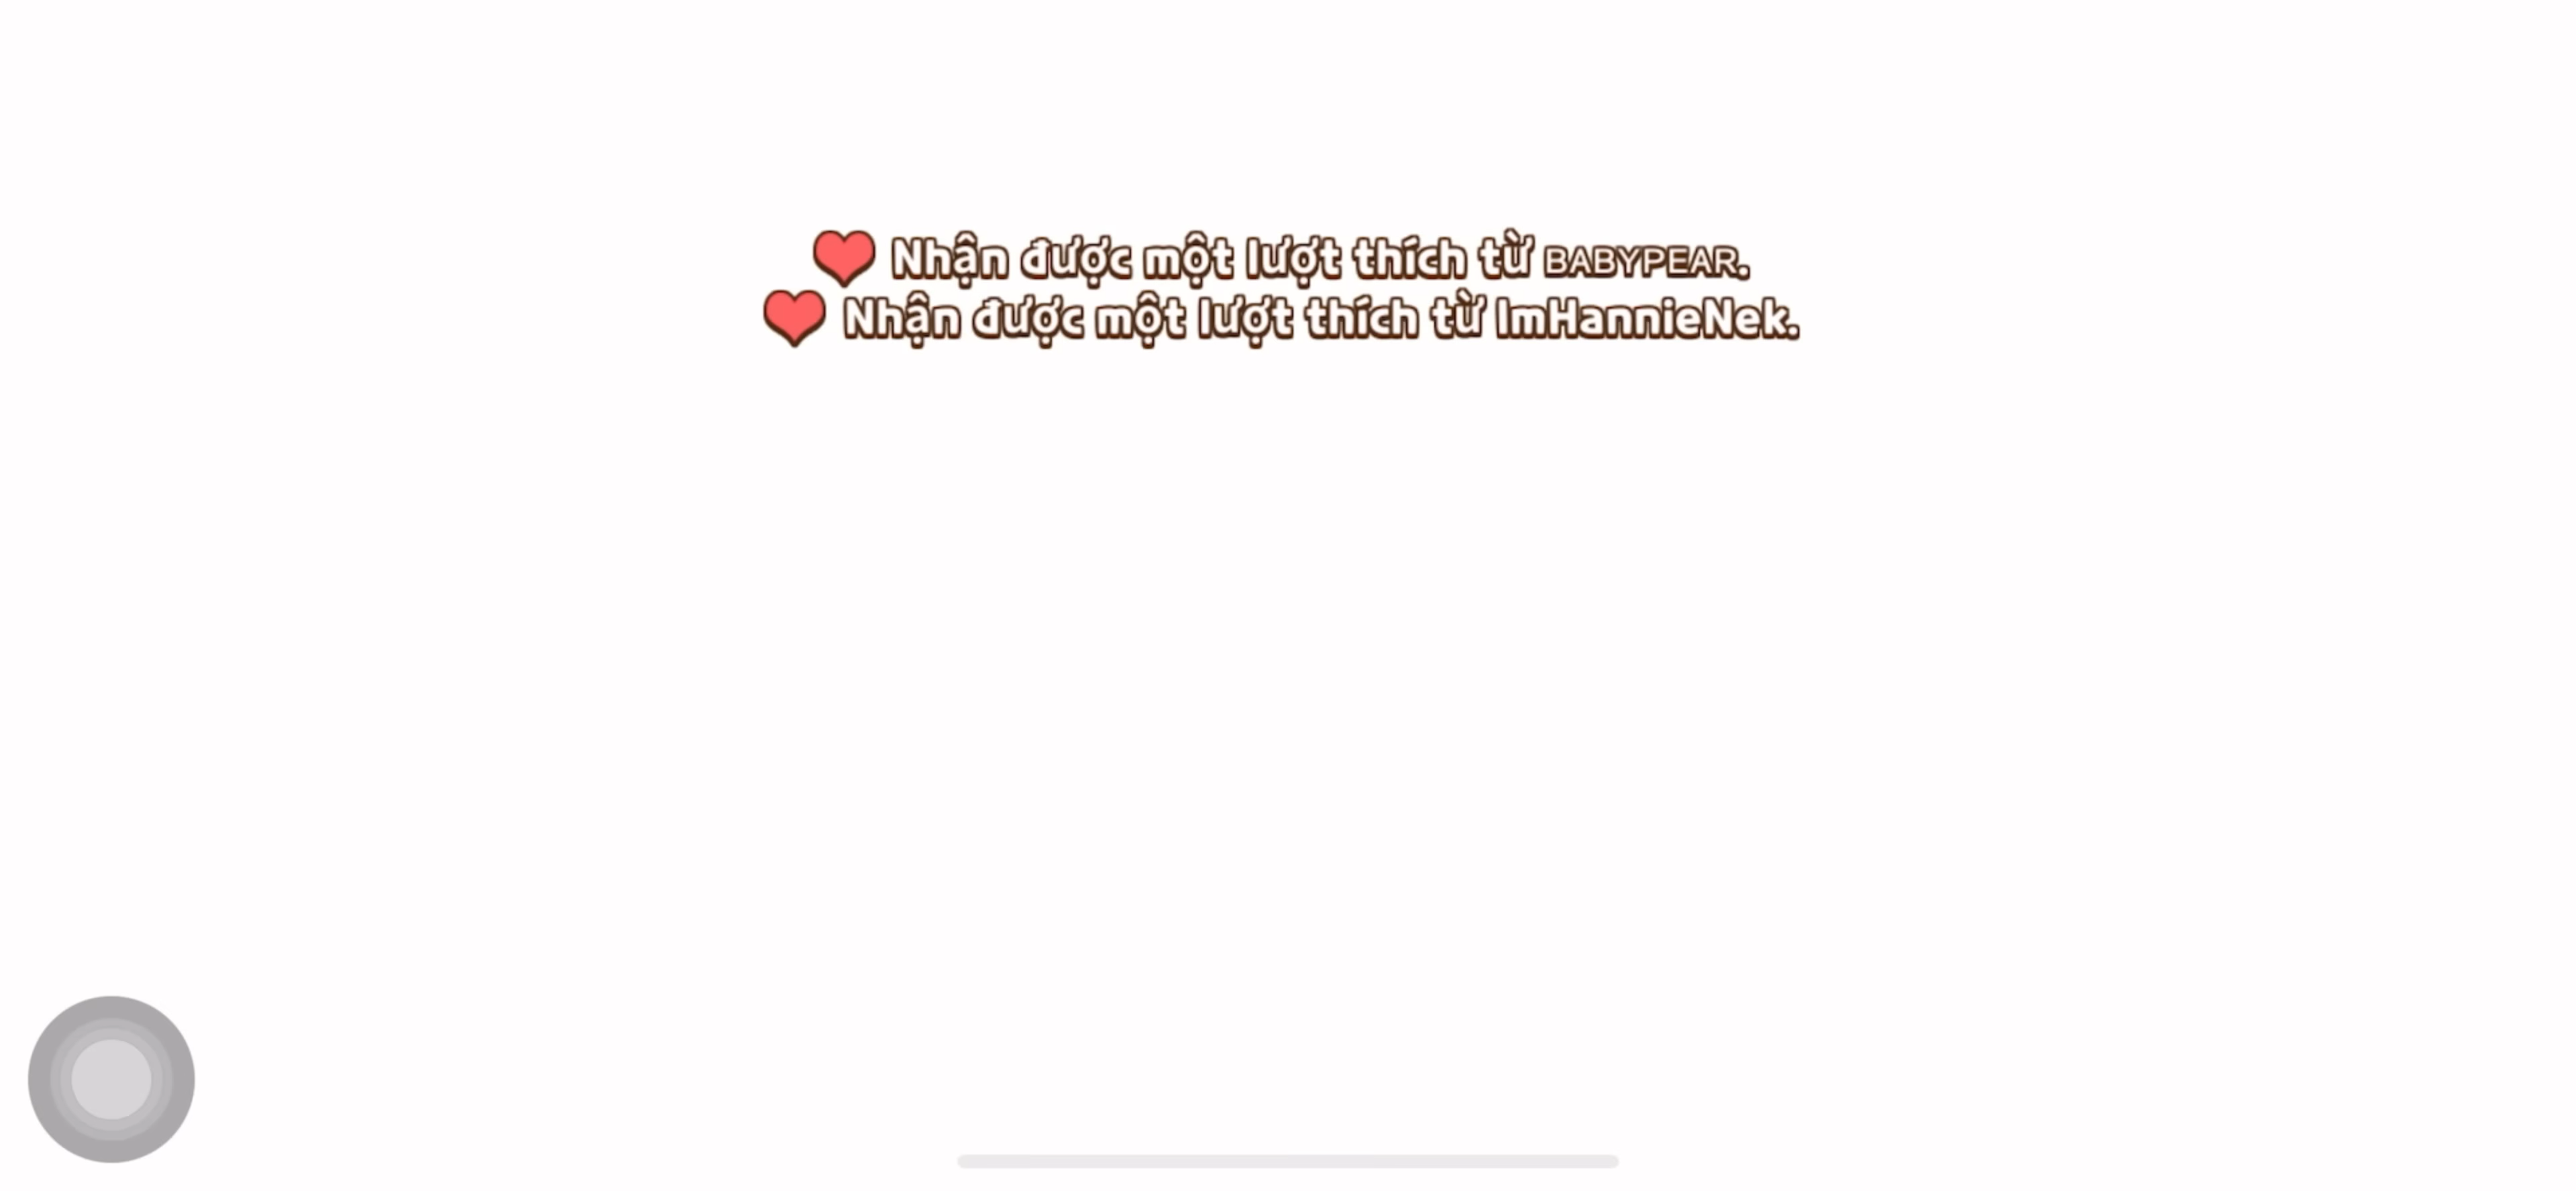 Nhận được một lượt thích từ BABYPEAR.
Nhận được một lượt thích từ ImHannieNek.